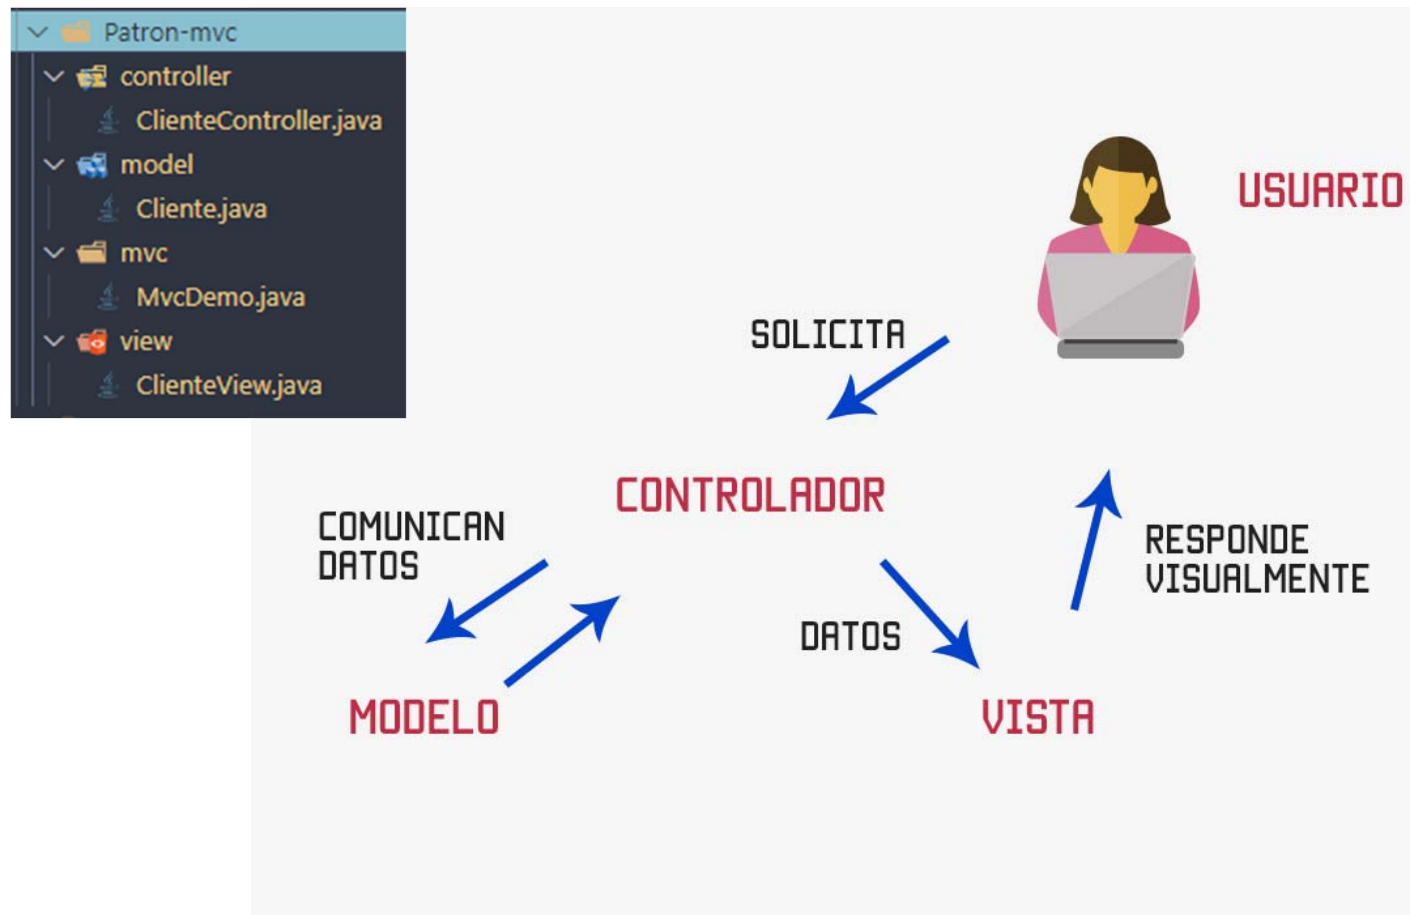 Patron-mvc
controller
ClienteController.java
model
Cliente.java
mvc
MvcDemo.java
view
ClienteView.java
USUARIO
SOLICITA
CONTROLADOR
COMUNICAN
DATOS
RESPONDE
VISUALMENTE
DATOS
MODELO
VISTA